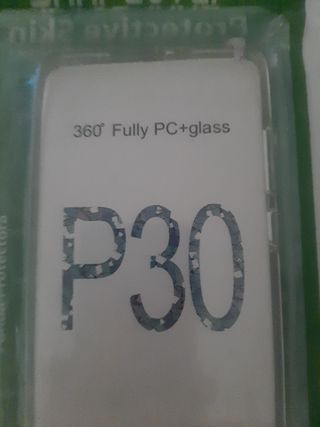 Protective Skin
360° Fully PC+glass
P30